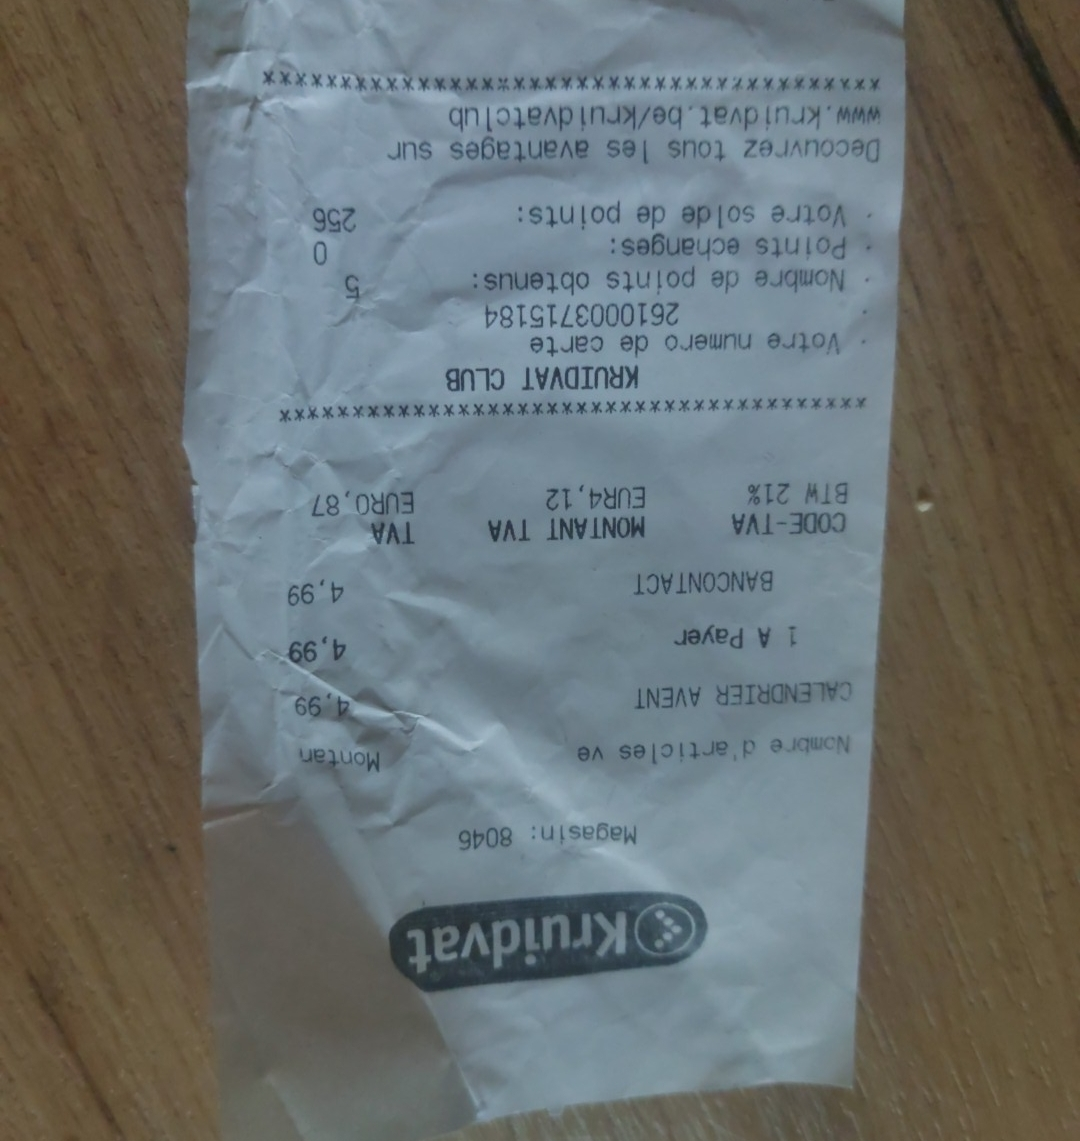 Kruidvat
Magasin: 8046
Nombre d'articles ve Montan
CALENDRIER AVENT 4,99
1 A Payer 4,99
BANCONTACT 4,99
CODE-TVA MONTANT TVA TVA
BTW 21% EUR4,12 EUR0,87
****************************************
KRUIDVAT CLUB
· Votre numero de carte
· 2610003715184
· Nombre de points obtenus: 5
· Points echanges: 0
· Votre solde de points: 256
Decouvrez tous les avantages sur
www.kruidvat.be/kruidvatclub
****************************************